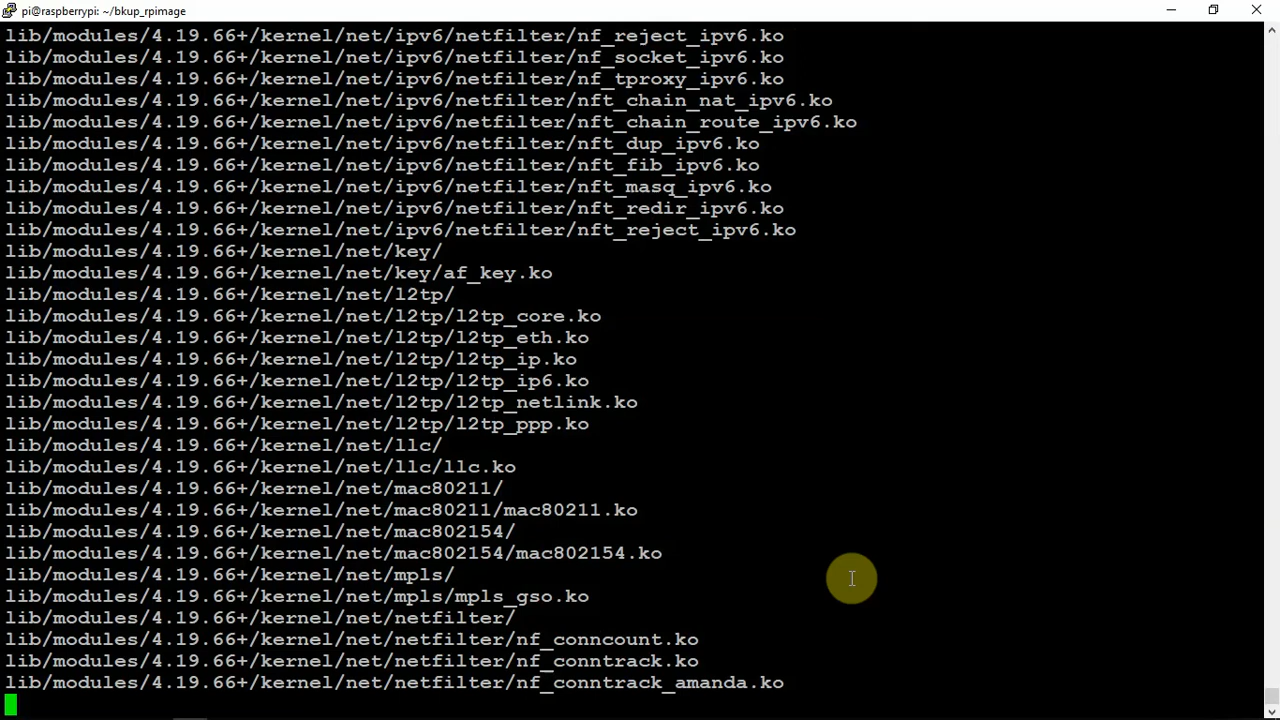 pi@raspberrypi: ~/bkup_rpimage
lib/modules/4.19.66+/kernel/net/ipv6/netfilter/nf_reject_ipv6.ko
lib/modules/4.19.66+/kernel/net/ipv6/netfilter/nf_socket_ipv6.ko
lib/modules/4.19.66+/kernel/net/ipv6/netfilter/nf_tproxy_ipv6.ko
lib/modules/4.19.66+/kernel/net/ipv6/netfilter/nft_chain_nat_ipv6.ko
lib/modules/4.19.66+/kernel/net/ipv6/netfilter/nft_chain_route_ipv6.ko
lib/modules/4.19.66+/kernel/net/ipv6/netfilter/nft_dup_ipv6.ko
lib/modules/4.19.66+/kernel/net/ipv6/netfilter/nft_fib_ipv6.ko
lib/modules/4.19.66+/kernel/net/ipv6/netfilter/nft_masq_ipv6.ko
lib/modules/4.19.66+/kernel/net/ipv6/netfilter/nft_redir_ipv6.ko
lib/modules/4.19.66+/kernel/net/ipv6/netfilter/nft_reject_ipv6.ko
lib/modules/4.19.66+/kernel/net/key/
lib/modules/4.19.66+/kernel/net/key/af_key.ko
lib/modules/4.19.66+/kernel/net/l2tp/
lib/modules/4.19.66+/kernel/net/l2tp/l2tp_core.ko
lib/modules/4.19.66+/kernel/net/l2tp/l2tp_eth.ko
lib/modules/4.19.66+/kernel/net/l2tp/l2tp_ip.ko
lib/modules/4.19.66+/kernel/net/l2tp/l2tp_ip6.ko
lib/modules/4.19.66+/kernel/net/l2tp/l2tp_netlink.ko
lib/modules/4.19.66+/kernel/net/l2tp/l2tp_ppp.ko
lib/modules/4.19.66+/kernel/net/llc/
lib/modules/4.19.66+/kernel/net/llc/llc.ko
lib/modules/4.19.66+/kernel/net/mac80211/
lib/modules/4.19.66+/kernel/net/mac80211/mac80211.ko
lib/modules/4.19.66+/kernel/net/mac802154/
lib/modules/4.19.66+/kernel/net/mac802154/mac802154.ko
lib/modules/4.19.66+/kernel/net/mpls/
lib/modules/4.19.66+/kernel/net/mpls/mpls_gso.ko
lib/modules/4.19.66+/kernel/net/netfilter/
lib/modules/4.19.66+/kernel/net/netfilter/nf_conncount.ko
lib/modules/4.19.66+/kernel/net/netfilter/nf_conntrack.ko
lib/modules/4.19.66+/kernel/net/netfilter/nf_conntrack_amanda.ko